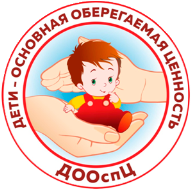 ДЕТИ – ОСНОВНАЯ ОБЕРЕГАЕМАЯ ЦЕННОСТЬ
ДООспЦ